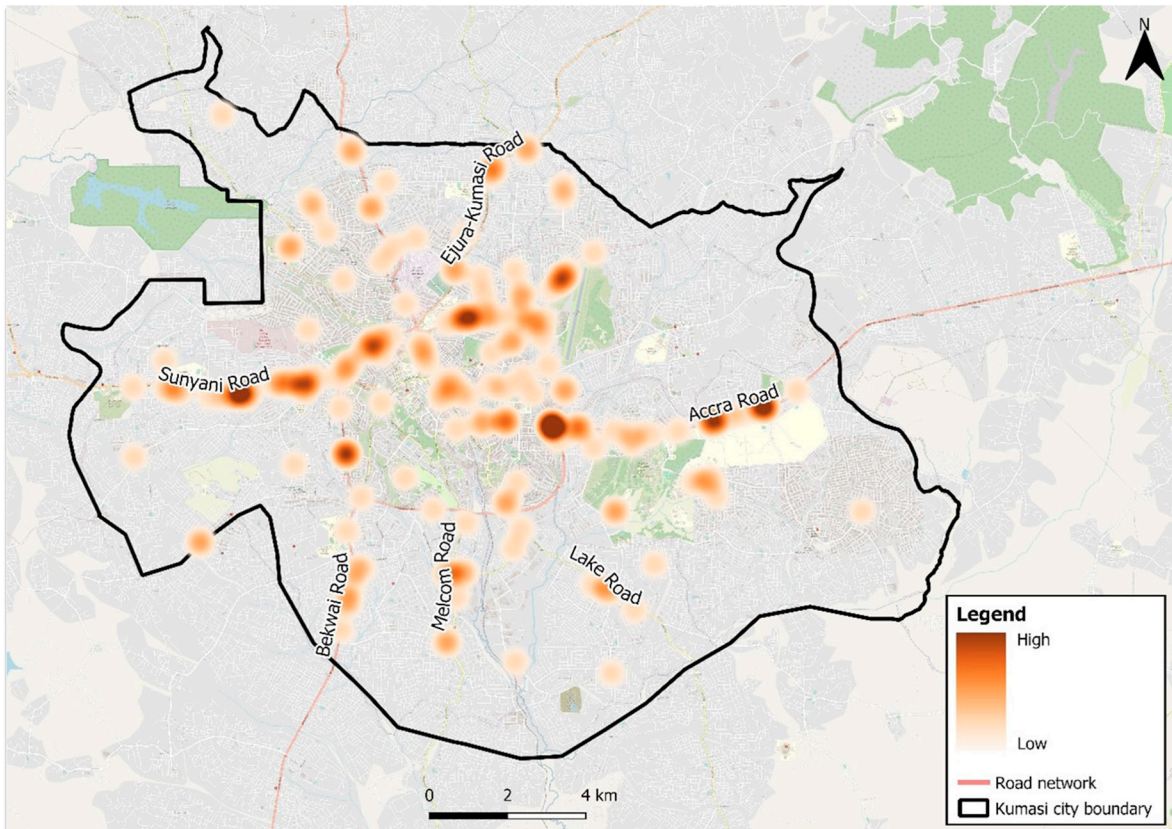 N
Ejura-Kumasi Road
Sunyani Road
Accra Road
Bekwai Road
Melcom Road
Lake Road
Legend
High
Low
Road network
Kumasi city boundary
0 2 4 km